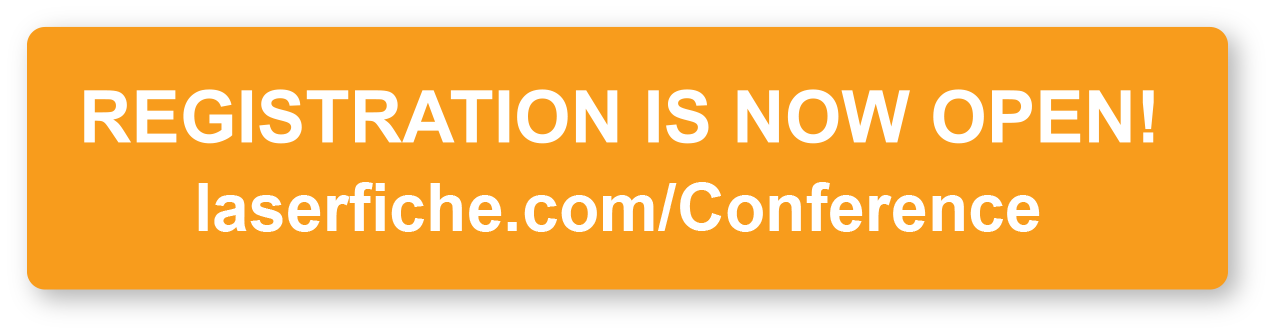 REGISTRATION IS NOW OPEN!
laserfiche.com/Conference